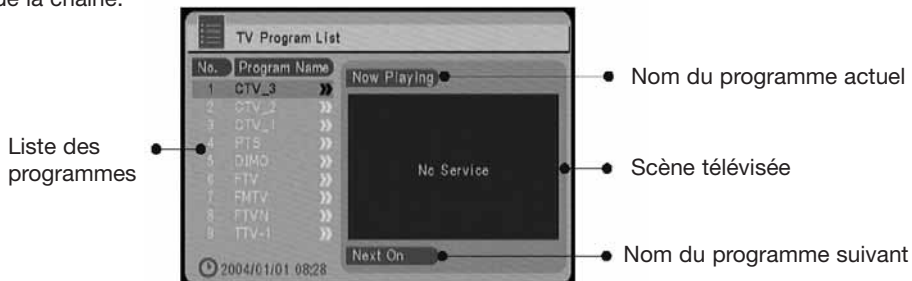 de la chaîne.
TV Program List
No. Program Name
1 CTV_3
2 CTV_2
3 CTV_1
4 PTS
5 DIMO
6 FTV
7 FMTV
8 FTVN
9 TTV-1
2004/01/01 08:28
Now Playing
No Service
Next On
Liste des
programmes
Nom du programme actuel
Scène télévisée
Nom du programme suivant